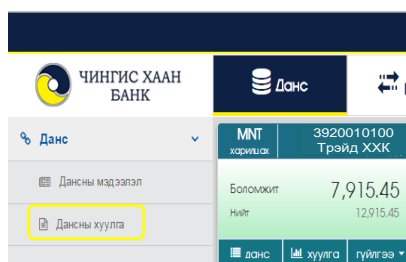 ЧИНГИС ХААН
БАНК
Данс
Данс
Дансны мэдээлэл
Дансны хуулга
MNT
харилцах
3920010100
Трэйд ХХК
Боломжит
7,915.45
Нийт
12,915.45
данс
хуулга
гүйлгээ